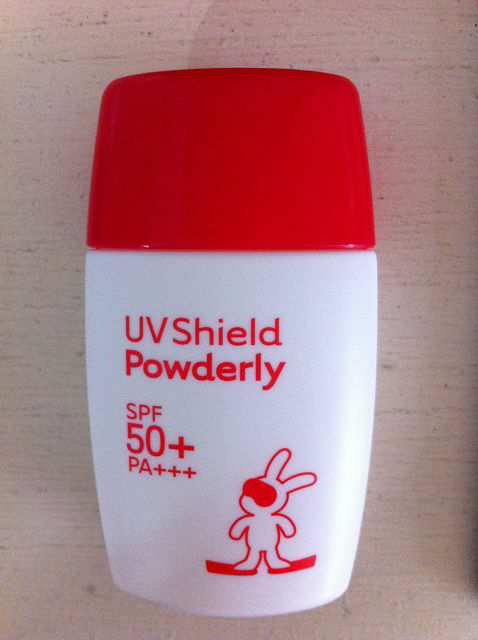 UV Shield
Powderly
SPF
50+
PA+++